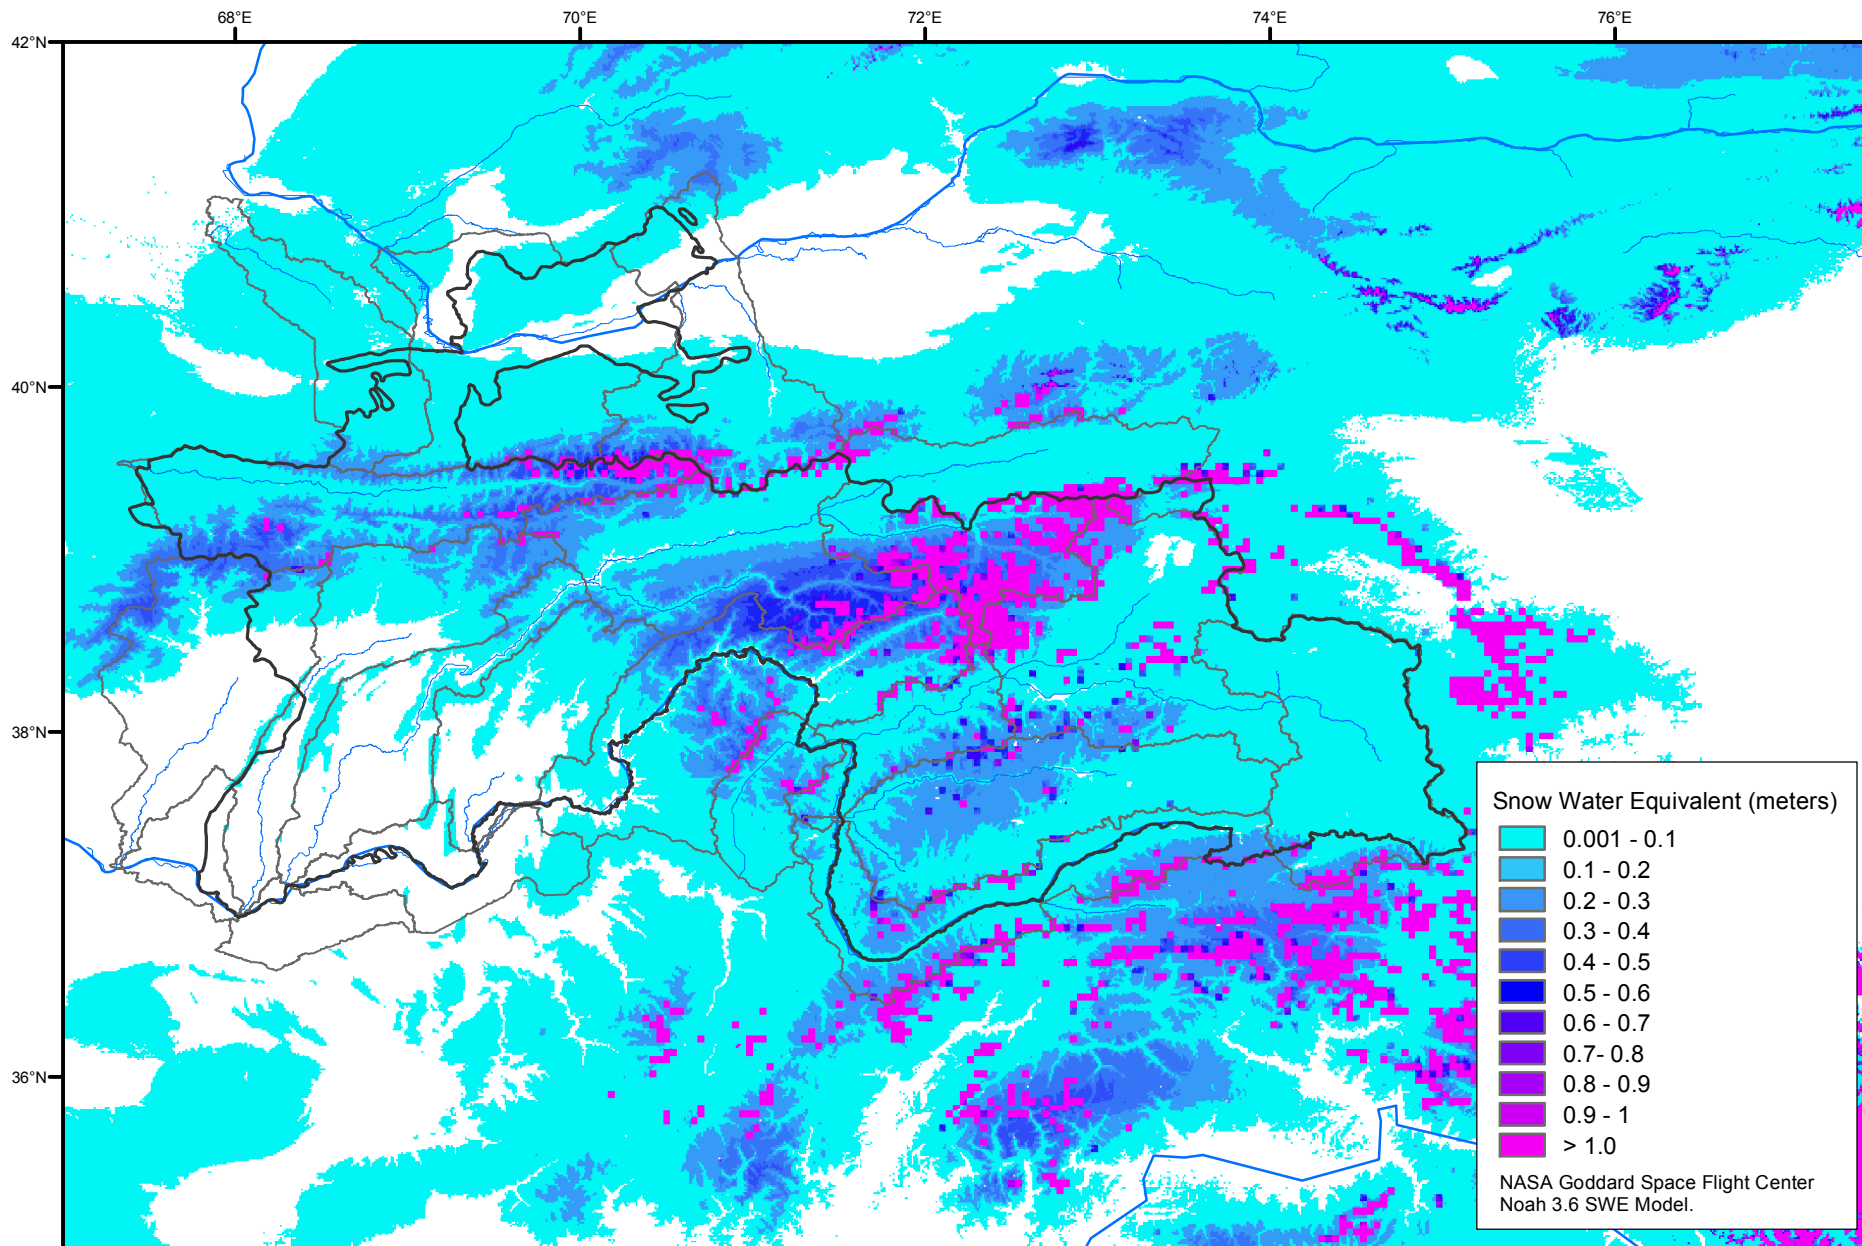 68°E 70°E 72°E 74°E 76°E
42°N
40°N
38°N
36°N
Snow Water Equivalent (meters)
0.001 - 0.1
0.1 - 0.2
0.2 - 0.3
0.3 - 0.4
0.4 - 0.5
0.5 - 0.6
0.6 - 0.7
0.7- 0.8
0.8 - 0.9
0.9 - 1
> 1.0
NASA Goddard Space Flight Center
Noah 3.6 SWE Model.